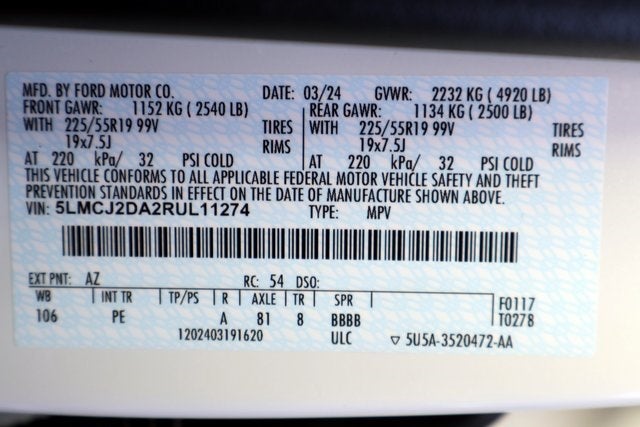 MFD. BY FORD MOTOR CO. DATE: 03/24 GVWR: 2232 KG ( 4920 LB)
FRONT GAWR: 1152 KG ( 2540 LB) REAR GAWR: 1134 KG ( 2500 LB)
WITH 225/55R19 99V TIRES WITH 225/55R19 99V TIRES
19x7.5J RIMS 19x7.5J RIMS
AT 220 kPa/ 32 PSI COLD AT 220 kPa/ 32 PSI COLD
THIS VEHICLE CONFORMS TO ALL APPLICABLE FEDERAL MOTOR VEHICLE SAFETY AND THEFT
PREVENTION STANDARDS IN EFFECT ON THE DATE OF MANUFACTURE SHOWN ABOVE.
VIN: 5LMCJ2DA2RUL11274 TYPE: MPV
EXT PNT: AZ RC: 54 DSO:
WB INT TR TP/PS R AXLE TR SPR F0117
106 PE A 81 8 BBBB T0278
1202403191620 ULC ▽ 5U5A-3520472-AA